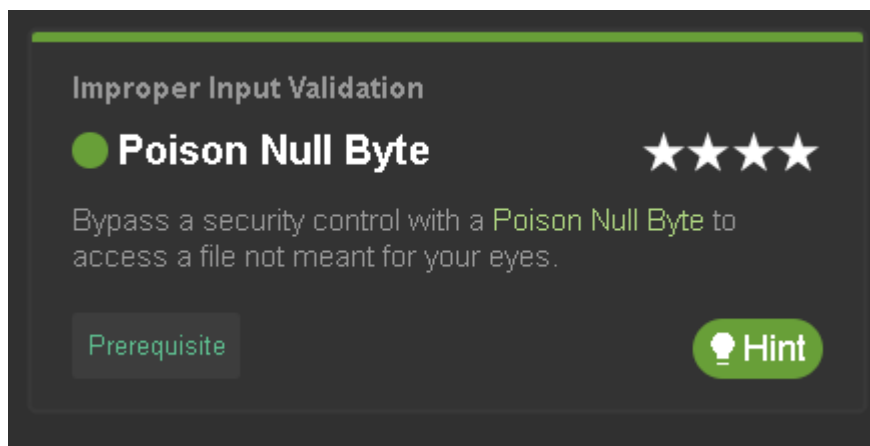 Improper Input Validation
Poison Null Byte
Bypass a security control with a Poison Null Byte to
access a file not meant for your eyes.
Prerequisite
Hint